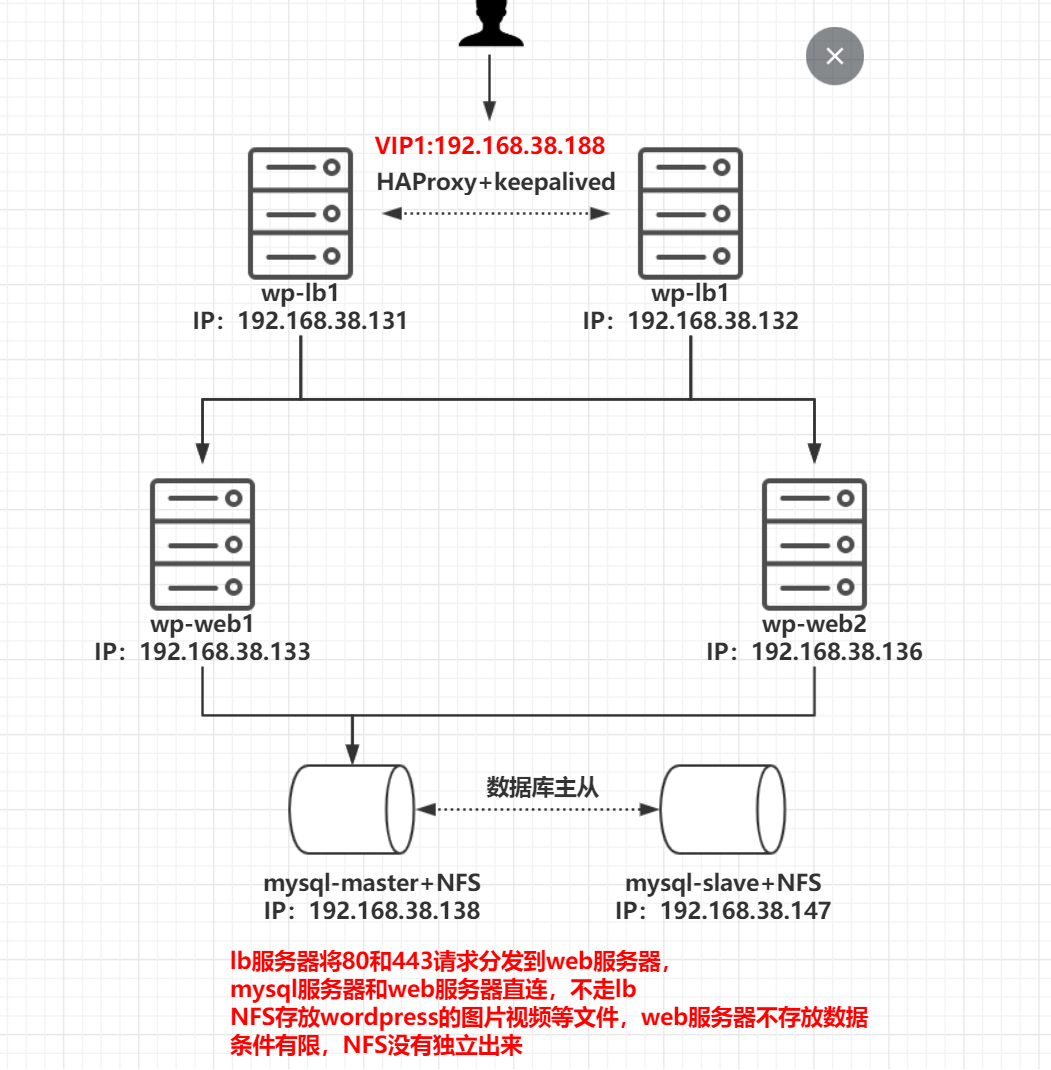 VIP1:192.168.38.188
HAProxy+keepalived
wp-lb1
IP：192.168.38.131
wp-lb1
IP：192.168.38.132
wp-web1
IP：192.168.38.133
wp-web2
IP：192.168.38.136
数据库主从
mysql-master+NFS
IP：192.168.38.138
mysql-slave+NFS
IP：192.168.38.147
lb服务器将80和443请求分发到web服务器，
mysql服务器和web服务器直连，不走lb
NFS存放wordpress的图片视频等文件，web服务器不存放数据
条件有限，NFS没有独立出来